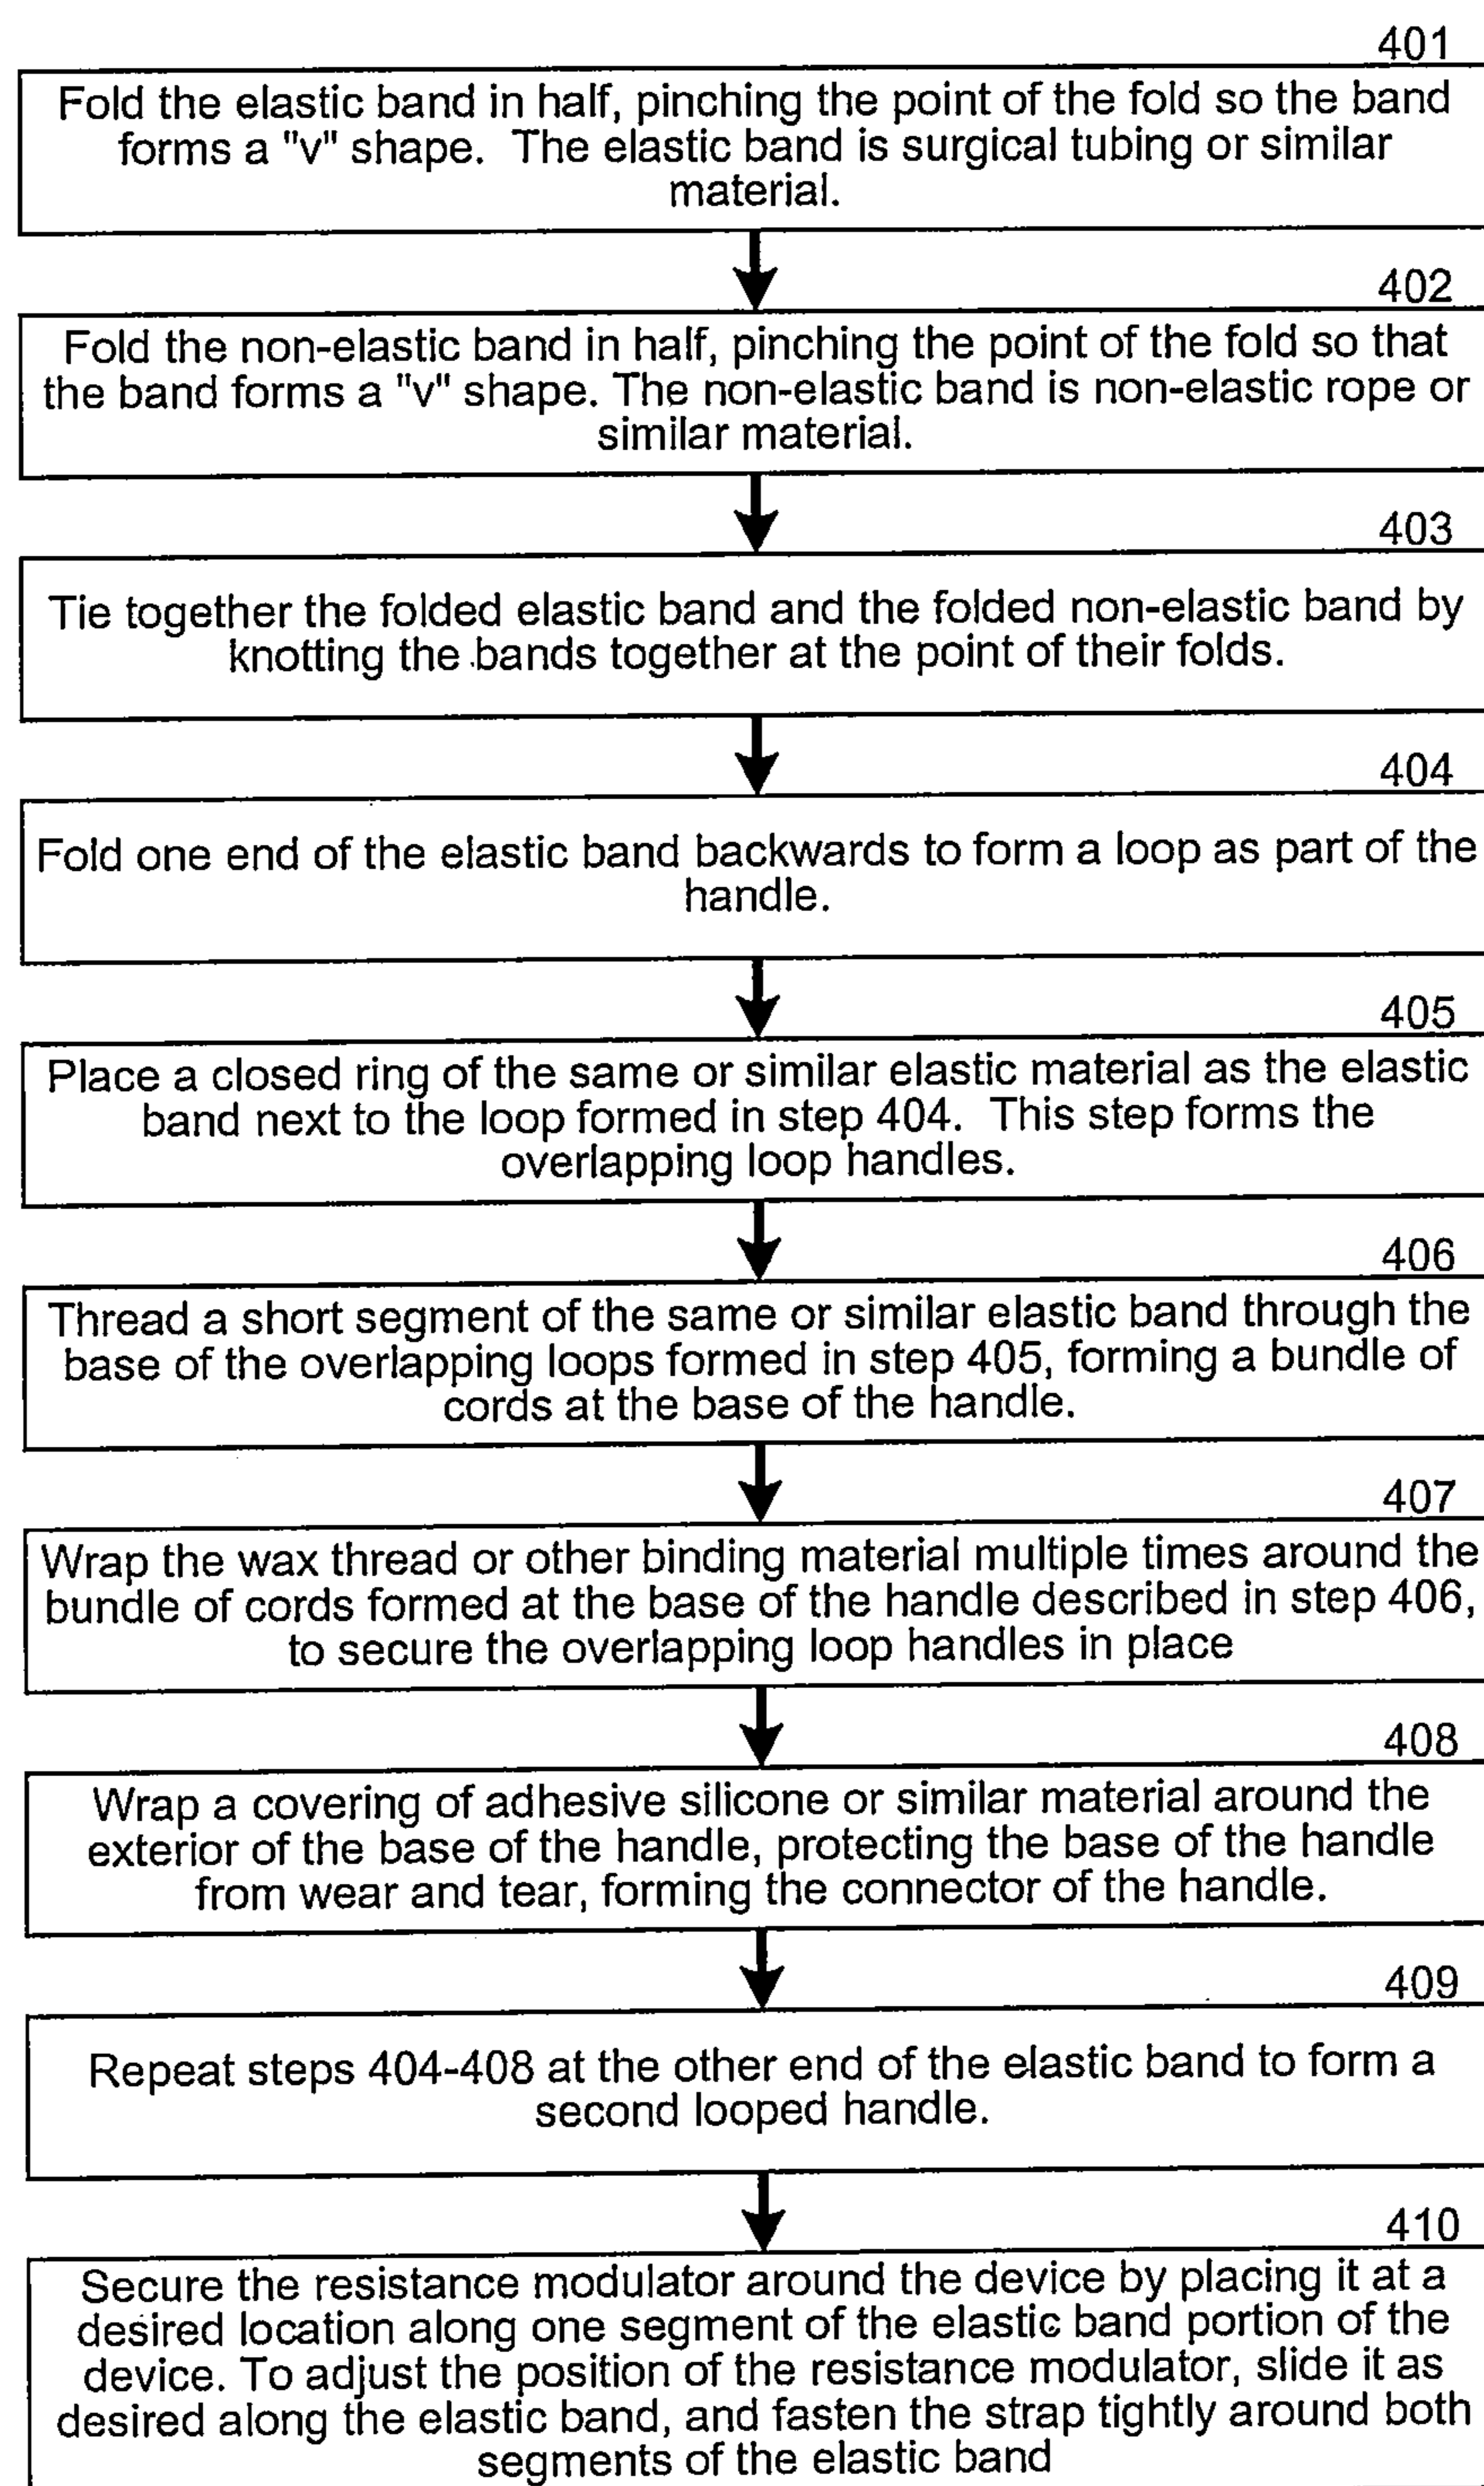 401
Fold the elastic band in half, pinching the point of the fold so the band
forms a "v" shape.  The elastic band is surgical tubing or similar
material.
402
Fold the non-elastic band in half, pinching the point of the fold so that
the band forms a "v" shape. The non-elastic band is non-elastic rope or
similar material.
403
Tie together the folded elastic band and the folded non-elastic band by
knotting the bands together at the point of their folds.
404
Fold one end of the elastic band backwards to form a loop as part of the
handle.
405
Place a closed ring of the same or similar elastic material as the elastic
band next to the loop formed in step 404.  This step forms the
overlapping loop handles.
406
Thread a short segment of the same or similar elastic band through the
base of the overlapping loops formed in step 405, forming a bundle of
cords at the base of the handle.
407
Wrap the wax thread or other binding material multiple times around the
bundle of cords formed at the base of the handle described in step 406,
to secure the overlapping loop handles in place
408
Wrap a covering of adhesive silicone or similar material around the
exterior of the base of the handle, protecting the base of the handle
from wear and tear, forming the connector of the handle.
409
Repeat steps 404-408 at the other end of the elastic band to form a
second looped handle.
410
Secure the resistance modulator around the device by placing it at a
desired location along one segment of the elastic band portion of the
device. To adjust the position of the resistance modulator, slide it as
desired along the elastic band, and fasten the strap tightly around both
segments of the elastic band